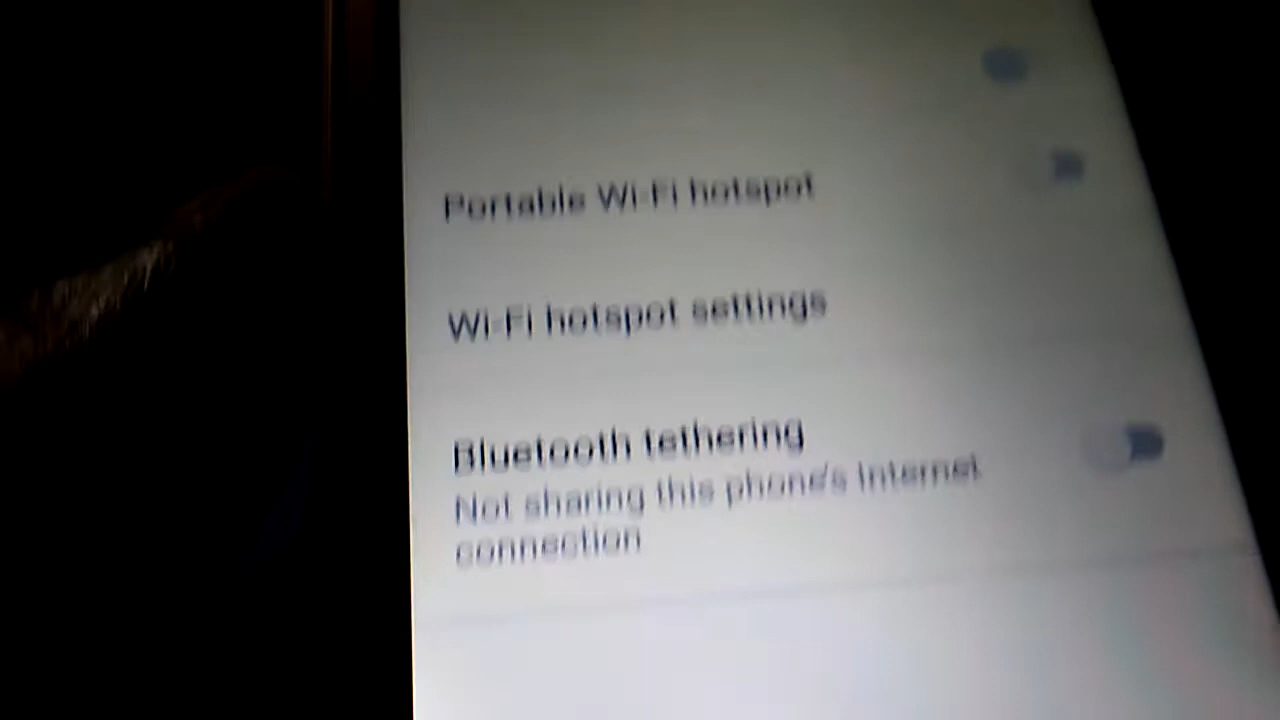 Portable Wi-Fi hotspot
Wi-Fi hotspot settings
Bluetooth tethering
Not sharing this phone's Internet
connection